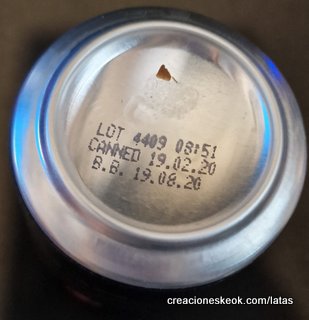 LOT 4409 08:51
CANNED 19.02.20
B.B. 19.08.20
creacioneskeok.com/latas